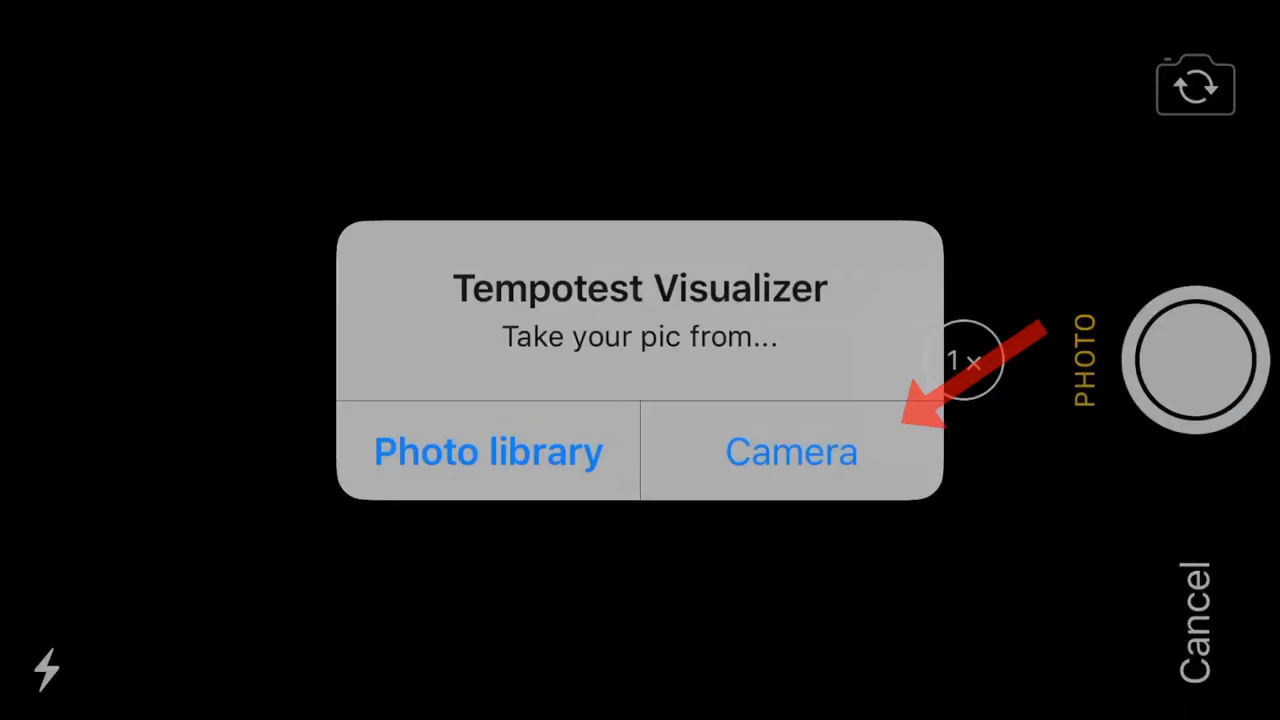 Tempotest Visualizer
Take your pic from...
Photo library
Camera
1×
PHOTO
Cancel